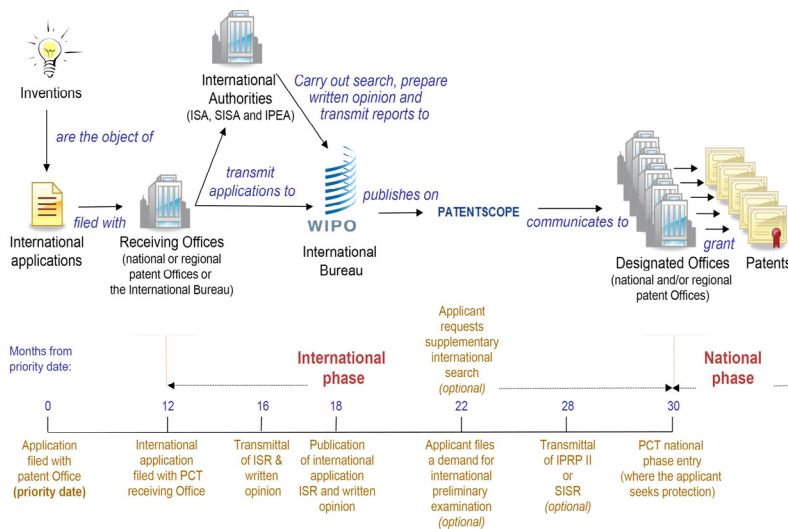 Inventions
are the object of
International
applications
filed with
Receiving Offices
(national or regional
patent Offices or
the International Bureau)
International
Authorities
(ISA, SISA and IPEA)
transmit
applications to
Carry out search, prepare
written opinion and
transmit reports to
WIPO
International
Bureau
publishes on
PATENTSCOPE
communicates to
Designated Offices
(national and/or regional
patent Offices)
grant
Patents
Months from
priority date:
International
phase
Applicant
requests
supplementary
international
search
(optional)
National
phase
0
12
16
18
22
28
30
Application
filed with
patent Office
(priority date)
International
application
filed with PCT
receiving Office
Transmittal
of ISR &
written
opinion
Publication
of international
application
ISR and written
opinion
Applicant files
a demand for
international
preliminary
examination
(optional)
Transmittal
of IPRP II
or
SISR
(optional)
PCT national
phase entry
(where the applicant
seeks protection)